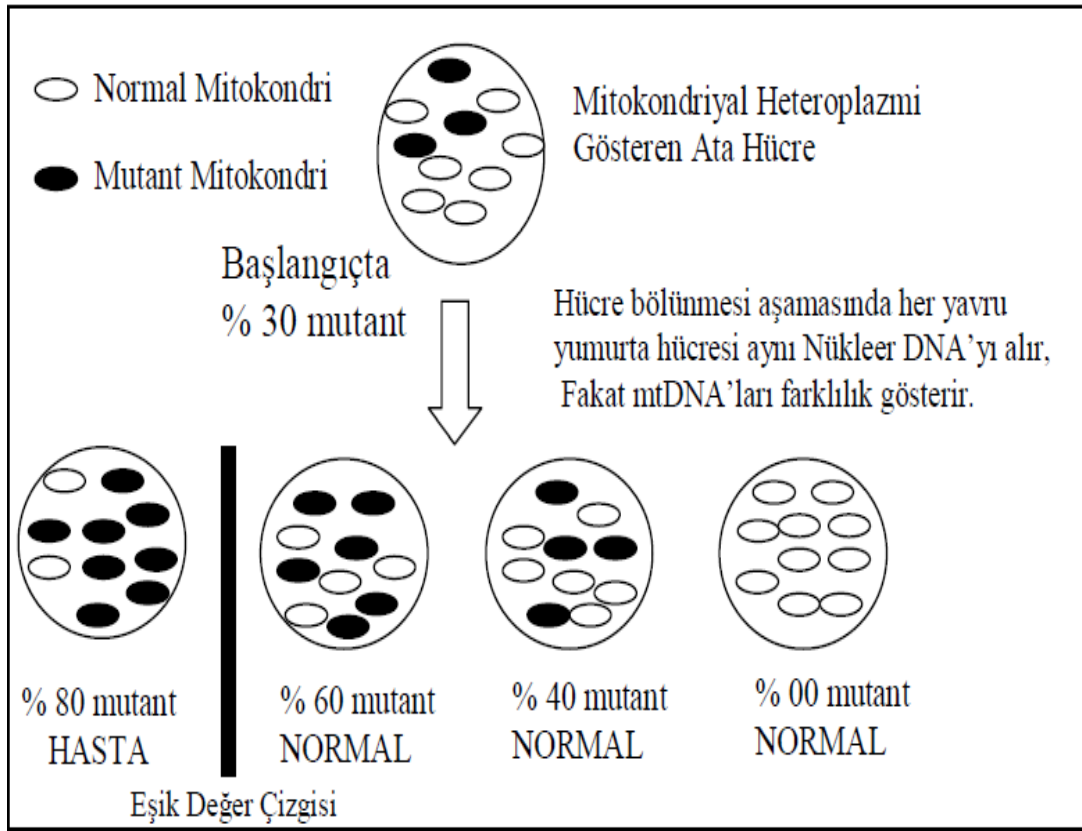 Normal Mitokondri
Mutant Mitokondri
Mitokondriyal Heteroplazmi
Gösteren Ata Hücre
Başlangıçta
% 30 mutant
Hücre bölünmesi aşamasında her yavru
yumurta hücresi aynı Nükleer DNA’yı alır,
Fakat mtDNA’ları farklılık gösterir.
% 80 mutant
HASTA
% 60 mutant
NORMAL
% 40 mutant
NORMAL
% 00 mutant
NORMAL
Eşik Değer Çizgisi